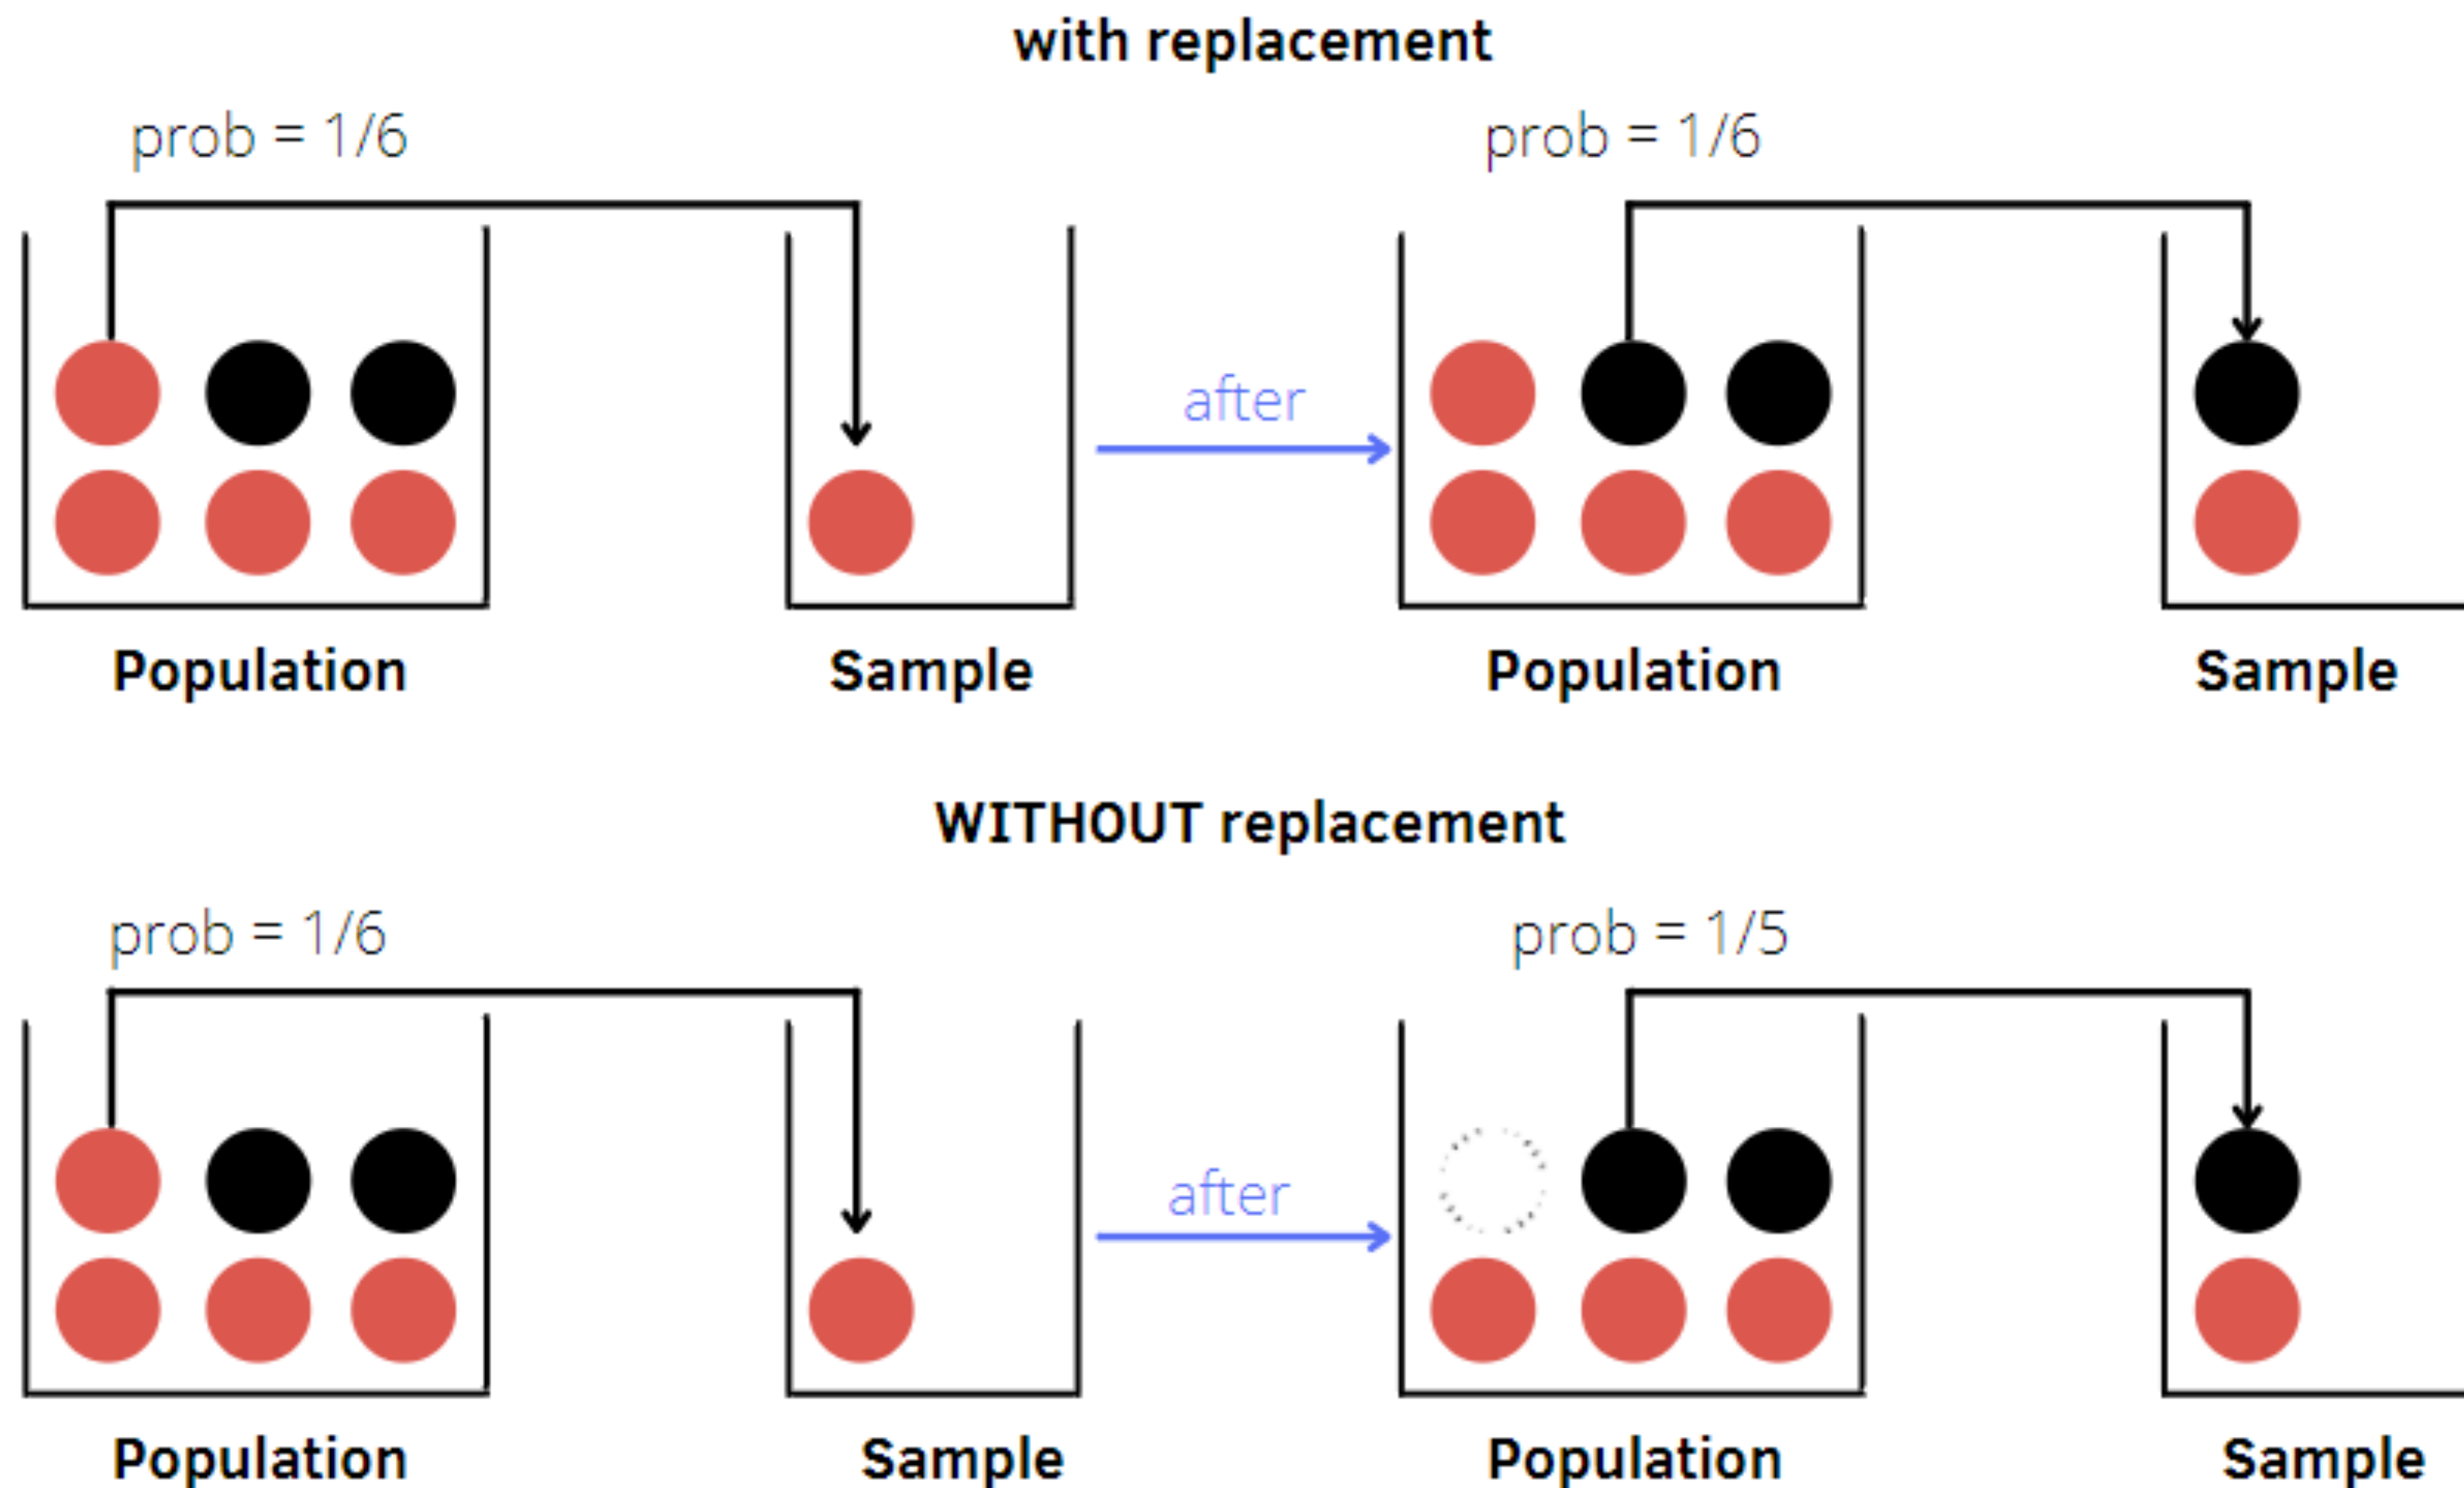 with replacement
prob = 1/6
prob = 1/6
after
Population
Sample
Population
Sample
WITHOUT replacement
prob = 1/6
prob = 1/5
after
Population
Sample
Population
Sample